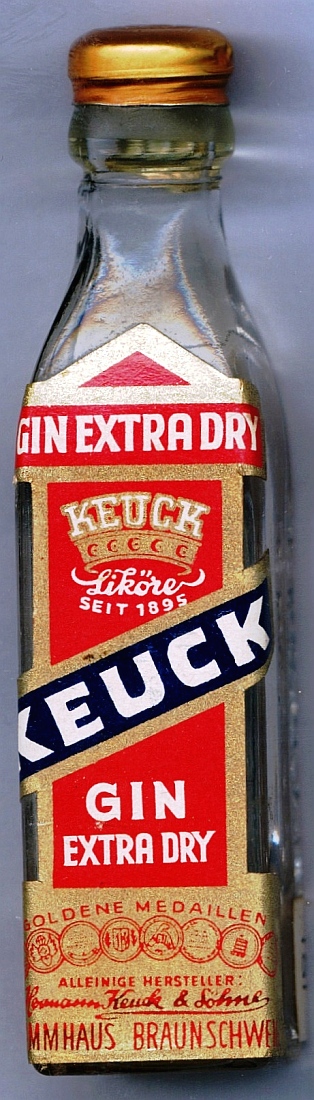 GIN EXTRA DRY
KEUCK
Liköre
SEIT 1895
KEUCK
GIN
EXTRA DRY
GOLDENE MEDAILLEN
ALLEINIGE HERSTELLER:
Hermann Keuck & Söhne
MMHAUS BRAUNSCHWEI